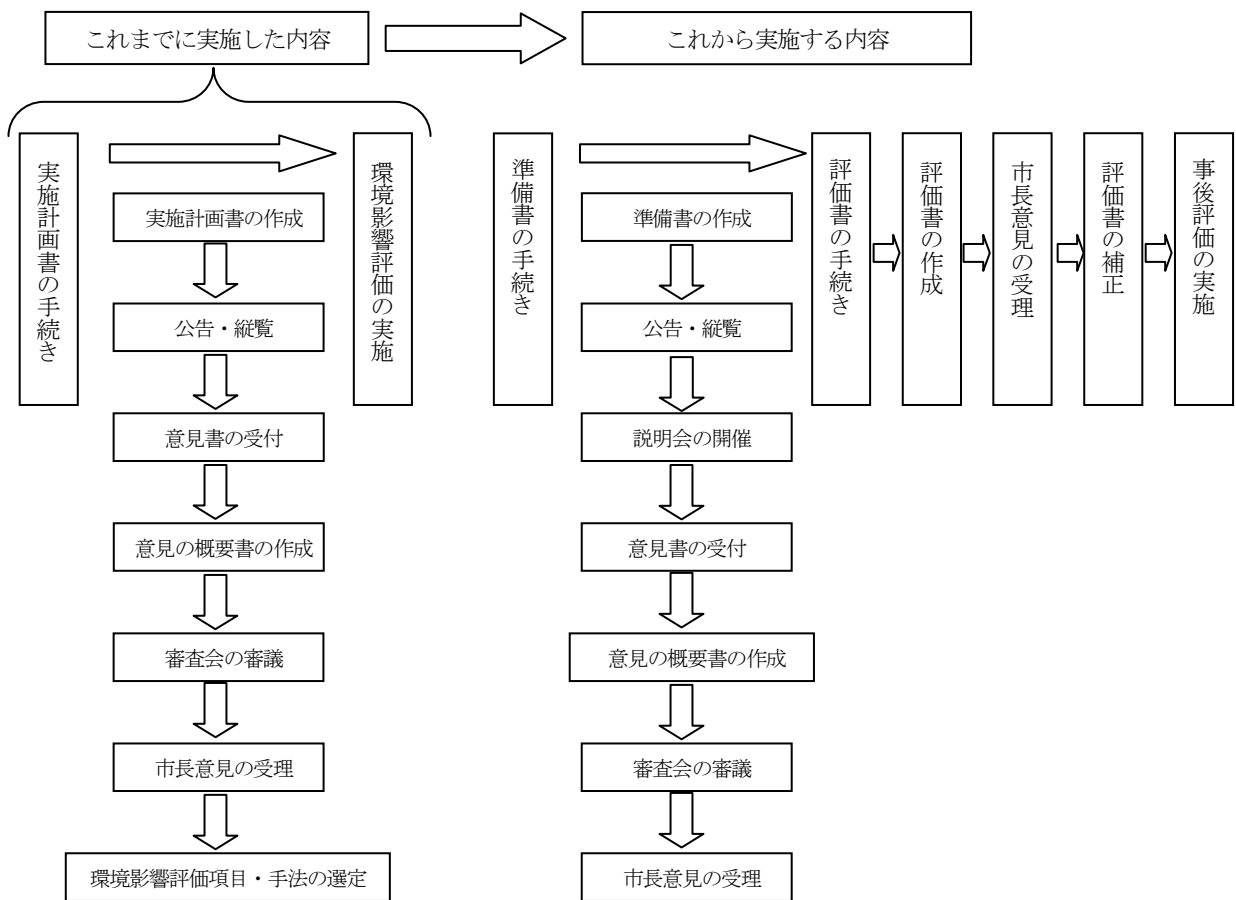 これまでに実施した内容
これから実施する内容
実施計画書の手続き
実施計画書の作成
公告・縦覧
意見書の受付
意見の概要書の作成
審査会の審議
市長意見の受理
環境影響評価項目・手法の選定
環境影響評価の実施
準備書の手続き
準備書の作成
公告・縦覧
説明会の開催
意見書の受付
意見の概要書の作成
審査会の審議
市長意見の受理
評価書の手続き
評価書の作成
市長意見の受理
評価書の補正
事後評価の実施